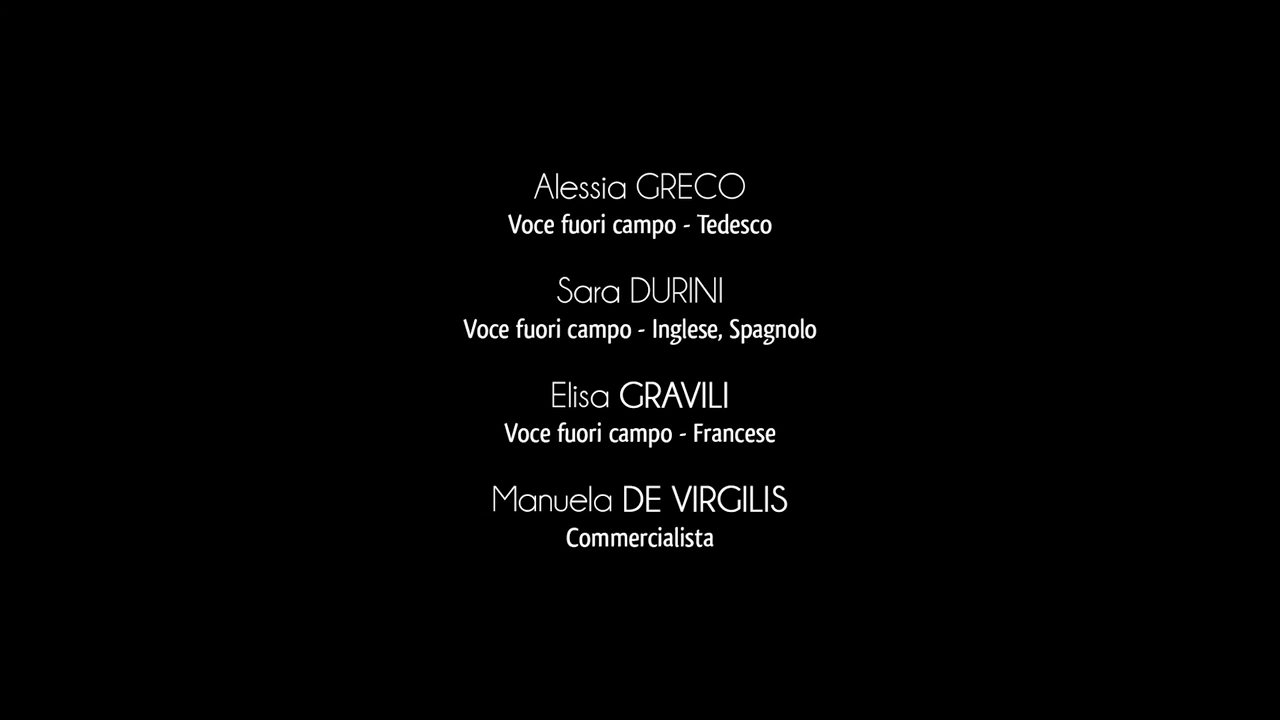 Alessia GRECO
Voce fuori campo - Tedesco
Sara DURINI
Voce fuori campo - Inglese, Spagnolo
Elisa GRAVILI
Voce fuori campo - Francese
Manuela DE VIRGILIS
Commercialista